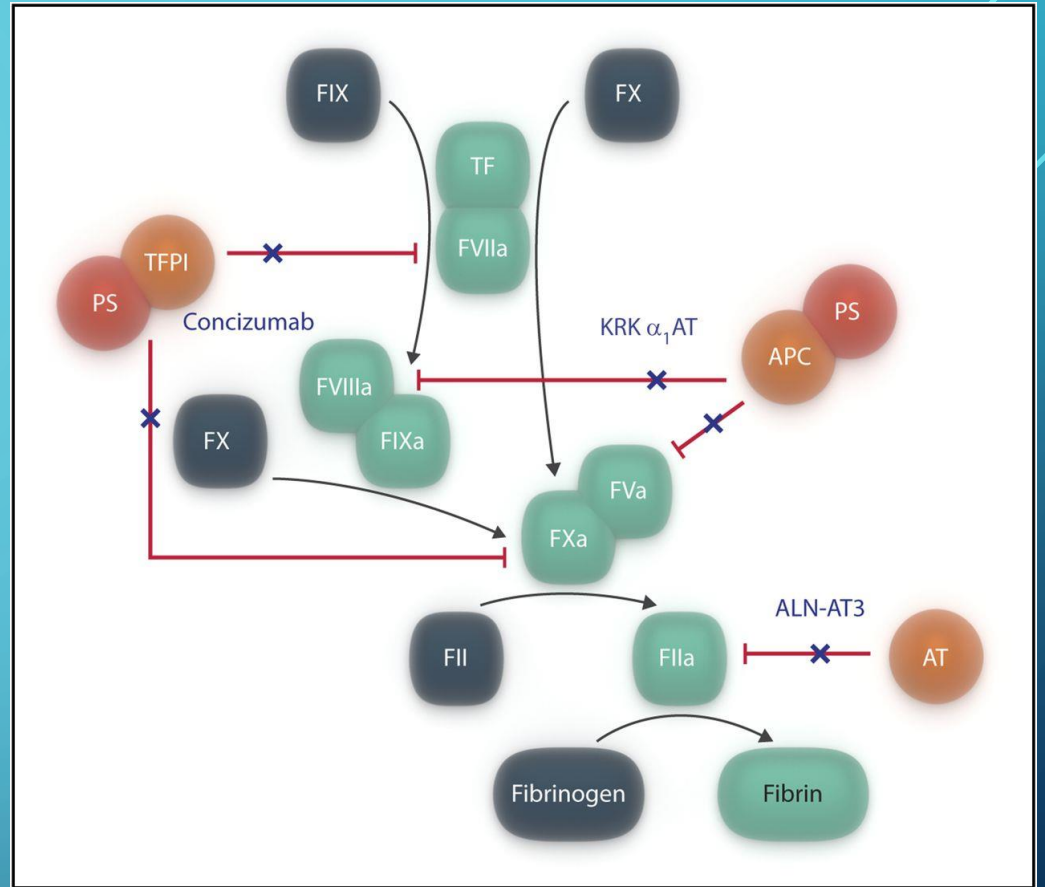 FIX
FX
TF
FVIIa
TFPI
PS
Concizumab
KRK α₁AT
PS
APC
FVIIIa
FIXa
FX
FVa
FXa
ALN-AT3
FII
FIIa
AT
Fibrinogen
Fibrin